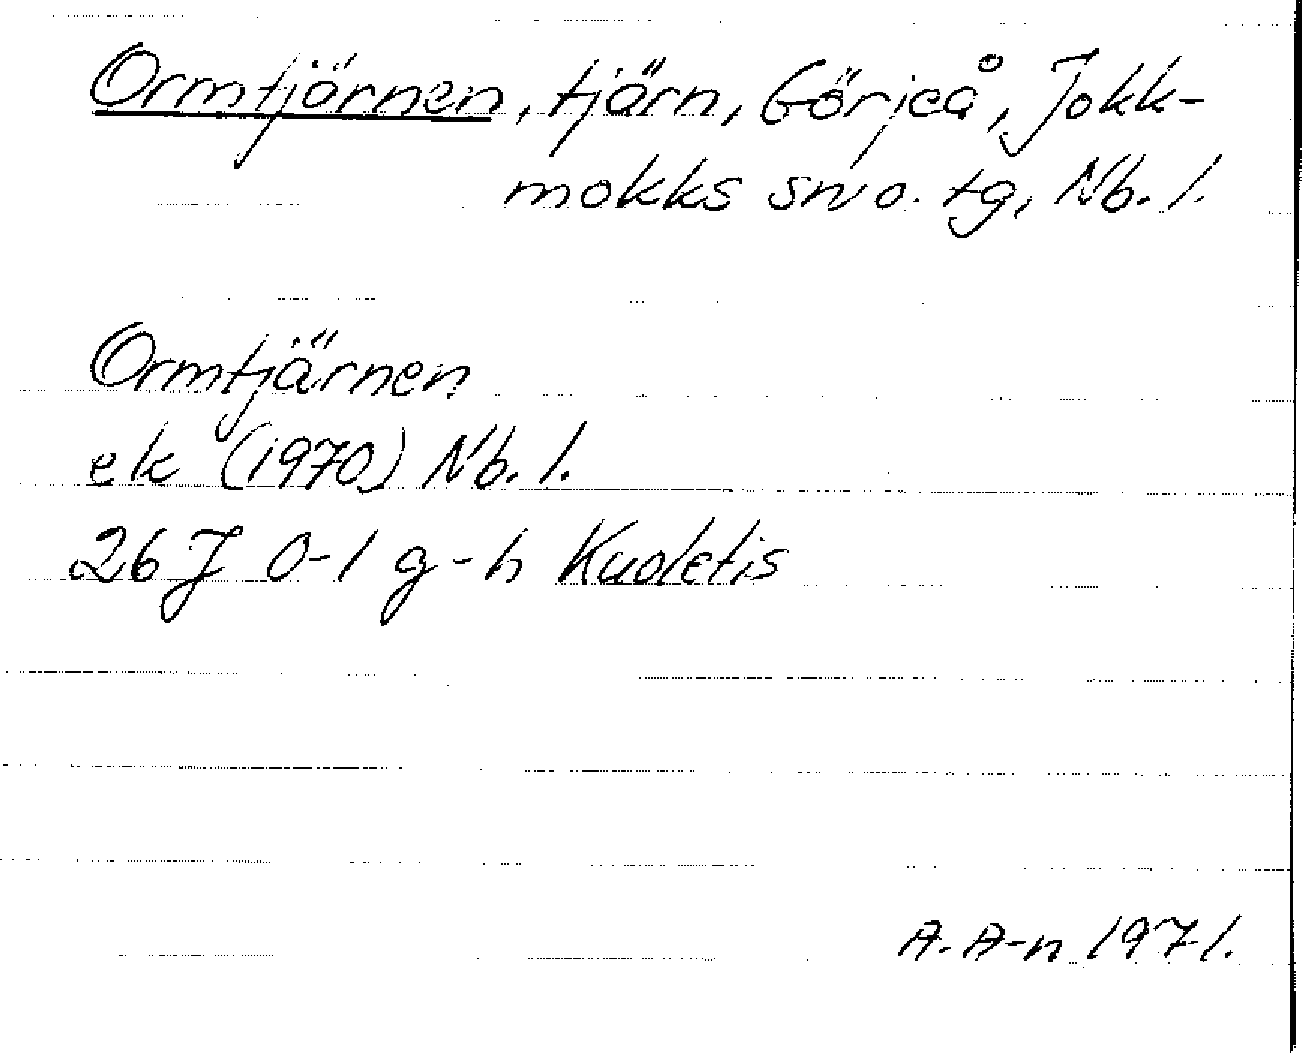 Ormtjärnen, tjärn, Görjeå, Jokk-
mokks sn o. tg, Nb. l.
Ormtjärnen
ek (1970) Nb. l.
26 J 0-1 g-h Kuoletis
A. A-n 1971.